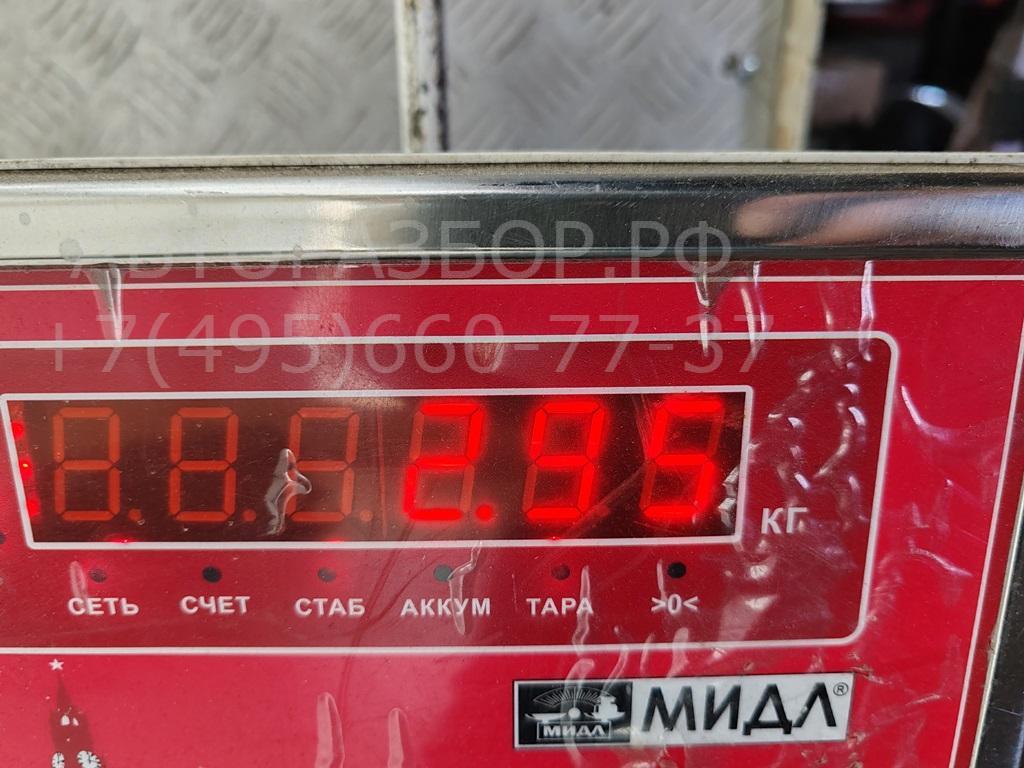 АВТОРАЗБОР.РФ
+7(495)660-77-37
2.95
КГ
СЕТЬ СЧЕТ СТАБ АККУМ ТАРА >0<
МИДЛ МИДЛ®